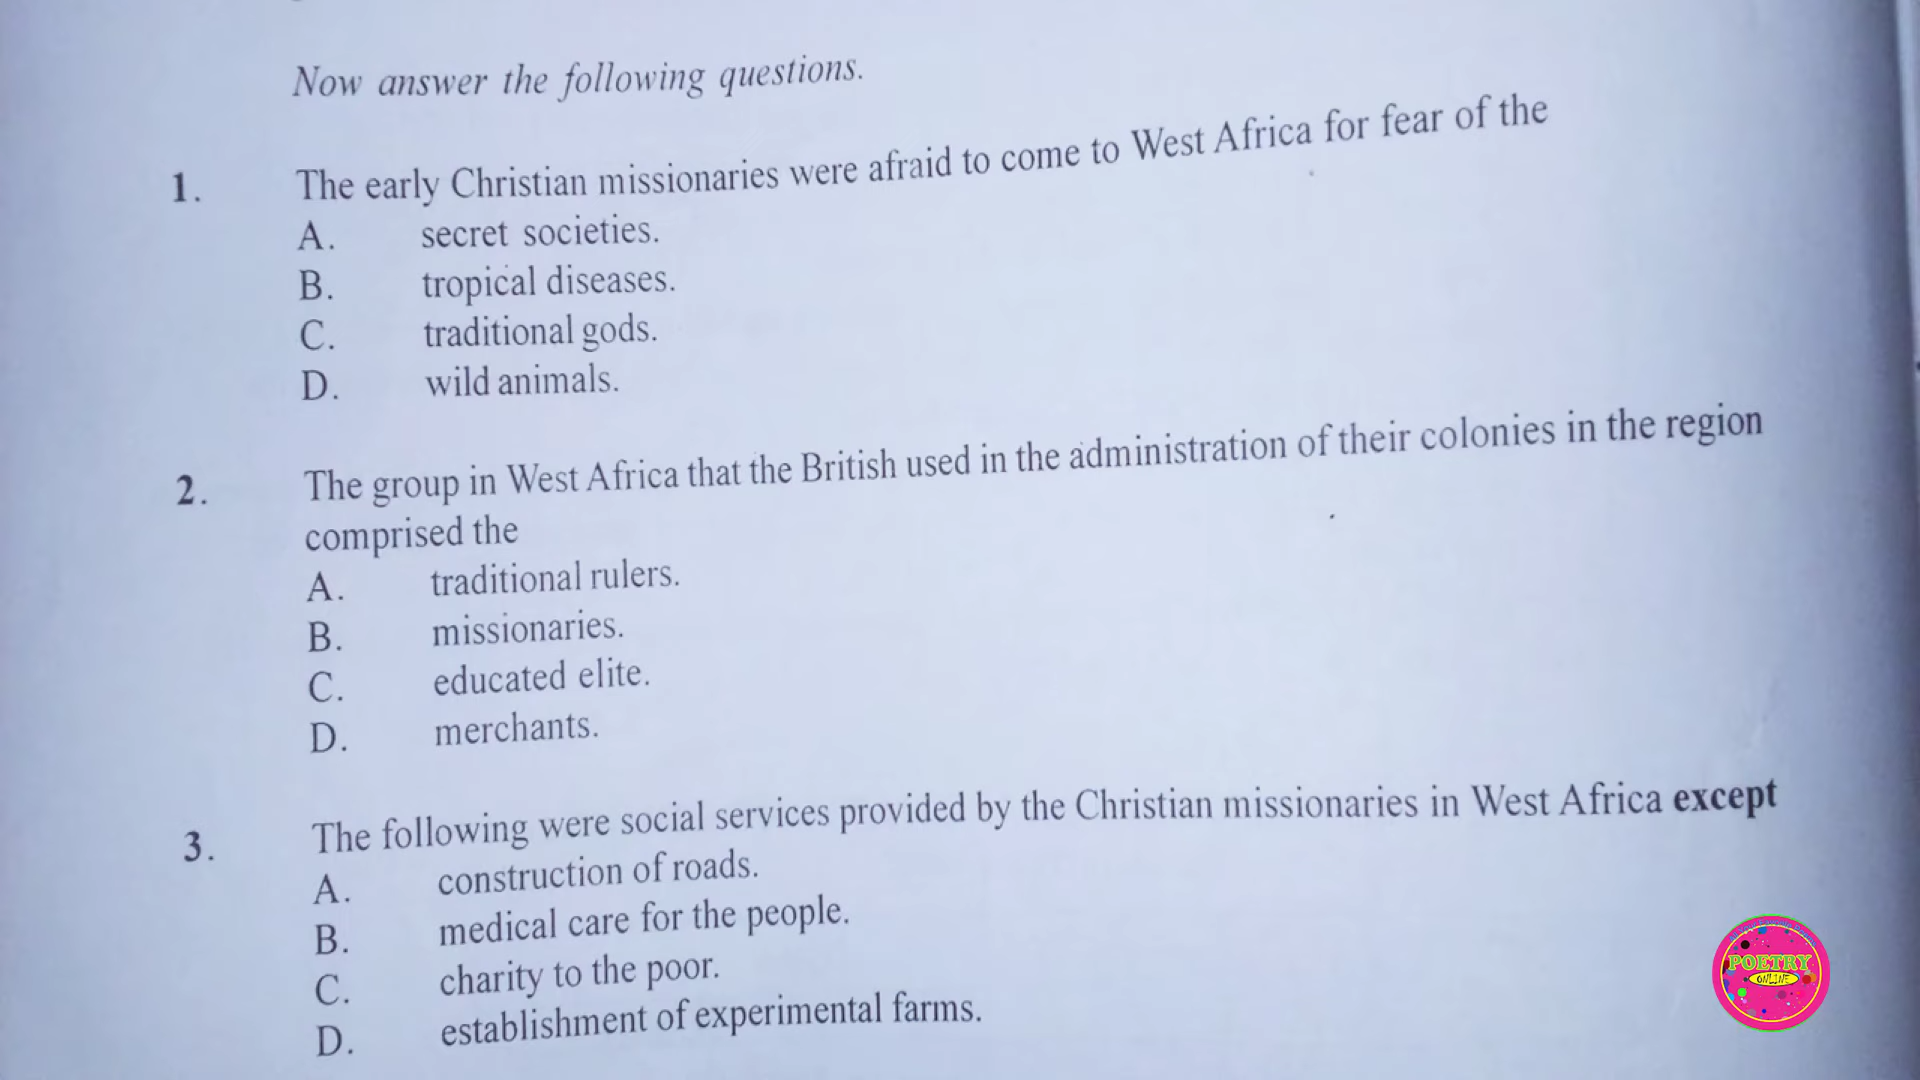 Now answer the following questions.
1. The early Christian missionaries were afraid to come to West Africa for fear of the
A. secret societies.
B. tropical diseases.
C. traditional gods.
D. wild animals.
2. The group in West Africa that the British used in the administration of their colonies in the region
comprised the
A. traditional rulers.
B. missionaries.
C. educated elite.
D. merchants.
3. The following were social services provided by the Christian missionaries in West Africa except
A. construction of roads.
B. medical care for the people.
C. charity to the poor.
D. establishment of experimental farms.
POETRY
ONLINE